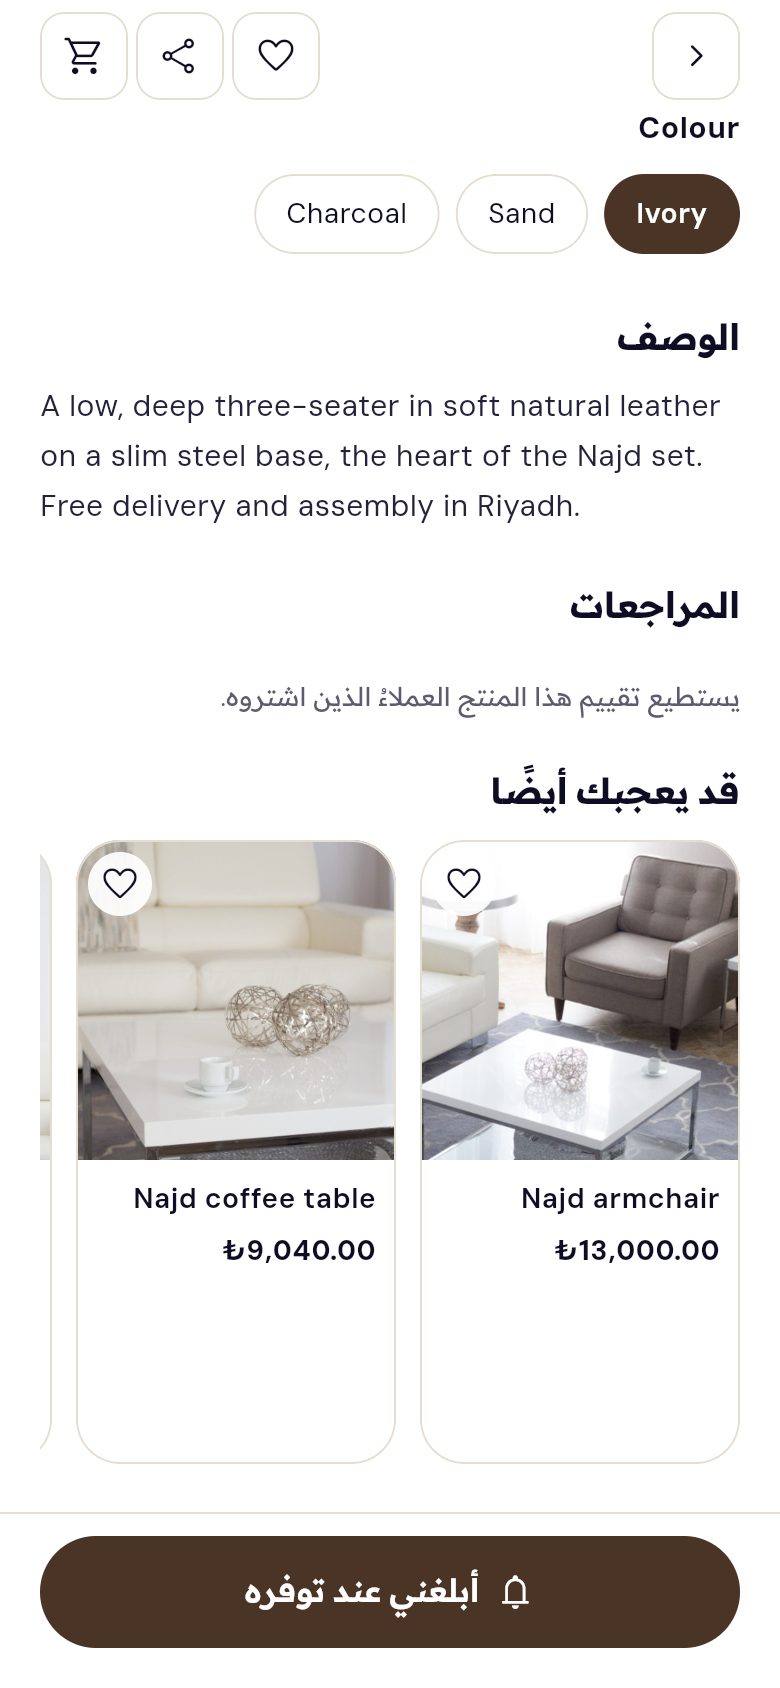 Colour
Ivory
Sand
Charcoal
الوصف
A low, deep three-seater in soft natural leather
on a slim steel base, the heart of the Najd set.
Free delivery and assembly in Riyadh.
المراجعات
يستطيع تقييم هذا المنتج العملاءُ الذين اشتروه.
قد يعجبك أيضًا
Najd armchair
₺13,000.00
Najd coffee table
₺9,040.00
أبلغني عند توفره